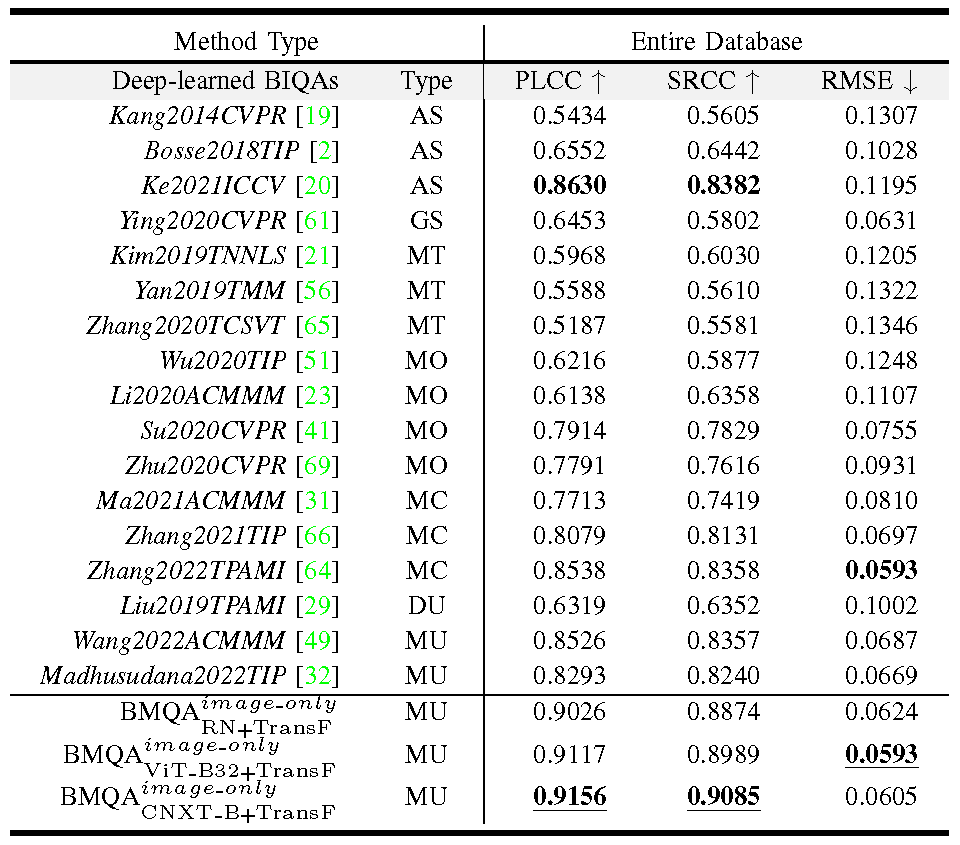 Method Type Entire Database
Deep-learned BIQAs Type PLCC ↑ SRCC ↑ RMSE ↓
Kang2014CVPR [19] AS 0.5434 0.5605 0.1307
Bosse2018TIP [2] AS 0.6552 0.6442 0.1028
Ke2021ICCV [20] AS 0.8630 0.8382 0.1195
Ying2020CVPR [61] GS 0.6453 0.5802 0.0631
Kim2019TNNLS [21] MT 0.5968 0.6030 0.1205
Yan2019TMM [56] MT 0.5588 0.5610 0.1322
Zhang2020TCSVT [65] MT 0.5187 0.5581 0.1346
Wu2020TIP [51] MO 0.6216 0.5877 0.1248
Li2020ACMMM [23] MO 0.6138 0.6358 0.1107
Su2020CVPR [41] MO 0.7914 0.7829 0.0755
Zhu2020CVPR [69] MO 0.7791 0.7616 0.0931
Ma2021ACMMM [31] MC 0.7713 0.7419 0.0810
Zhang2021TIP [66] MC 0.8079 0.8131 0.0697
Zhang2022TPAMI [64] MC 0.8538 0.8358 0.0593
Liu2019TPAMI [29] DU 0.6319 0.6352 0.1002
Wang2022ACMMM [49] MU 0.8526 0.8357 0.0687
Madhusudana2022TIP [32] MU 0.8293 0.8240 0.0669
BMQA image-only RN+TransF MU 0.9026 0.8874 0.0624
BMQA image-only ViT-B32+TransF MU 0.9117 0.8989 0.0593
BMQA image-only CNXT-B+TransF MU 0.9156 0.9085 0.0605